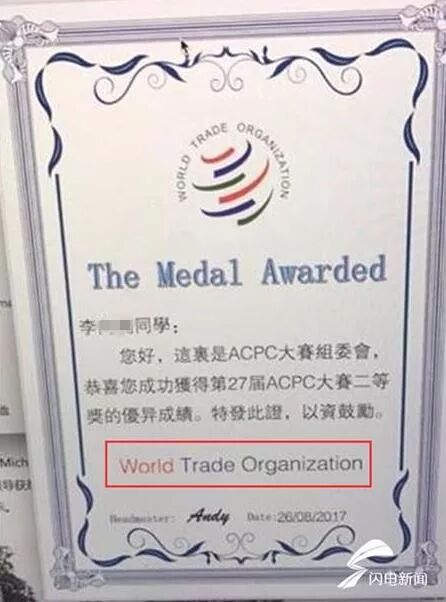 WORLD TRADE ORGANIZATION
The Medal Awarded
李 同學：
您好，這裏是ACPC大賽組委會，
恭喜您成功獲得第27届ACPC大賽二等
獎的優异成績。特發此證，以資鼓勵。
World Trade Organization
Headmaster: Andy Date: 26/08/2017
Mich
闪电新闻